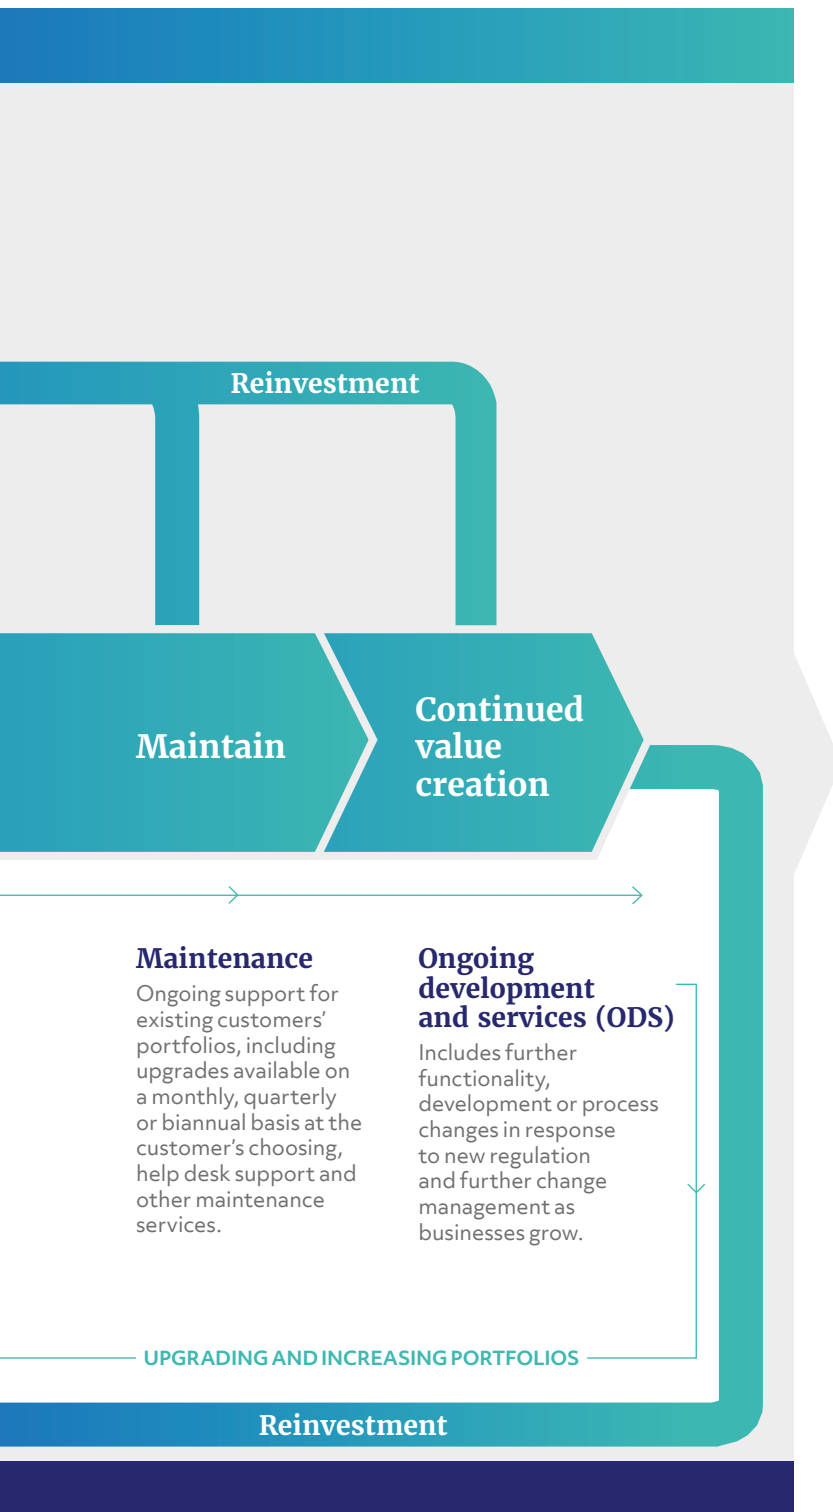 Reinvestment
Maintain
Continued
value
creation
Maintenance
Ongoing support for
existing customers’
portfolios, including
upgrades available on
a monthly, quarterly
or biannual basis at the
customer’s choosing,
help desk support and
other maintenance
services.
Ongoing
development
and services (ODS)
Includes further
functionality,
development or process
changes in response
to new regulation
and further change
management as
businesses grow.
UPGRADING AND INCREASING PORTFOLIOS
Reinvestment